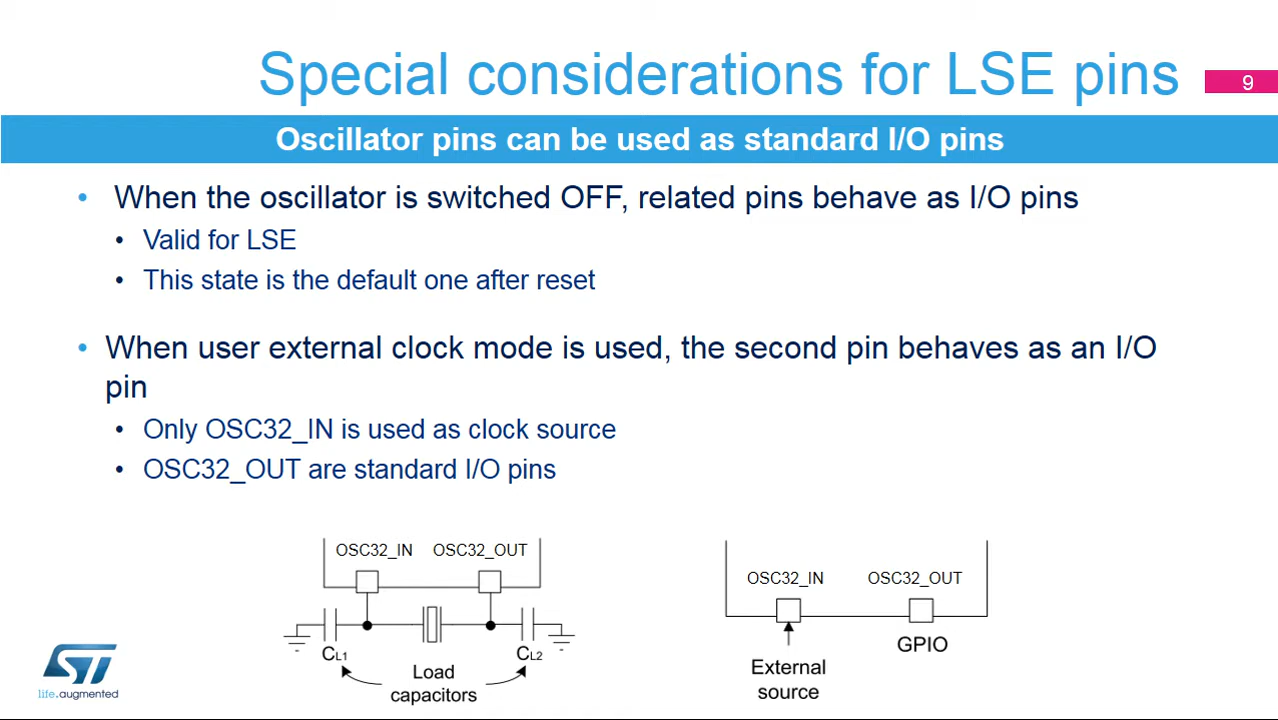 Special considerations for LSE pins
9
Oscillator pins can be used as standard I/O pins
• When the oscillator is switched OFF, related pins behave as I/O pins
• Valid for LSE
• This state is the default one after reset
• When user external clock mode is used, the second pin behaves as an I/O
pin
• Only OSC32_IN is used as clock source
• OSC32_OUT are standard I/O pins
OSC32_IN OSC32_OUT
CL1 CL2
Load
capacitors
OSC32_IN OSC32_OUT
GPIO
External
source
ST
life.augmented